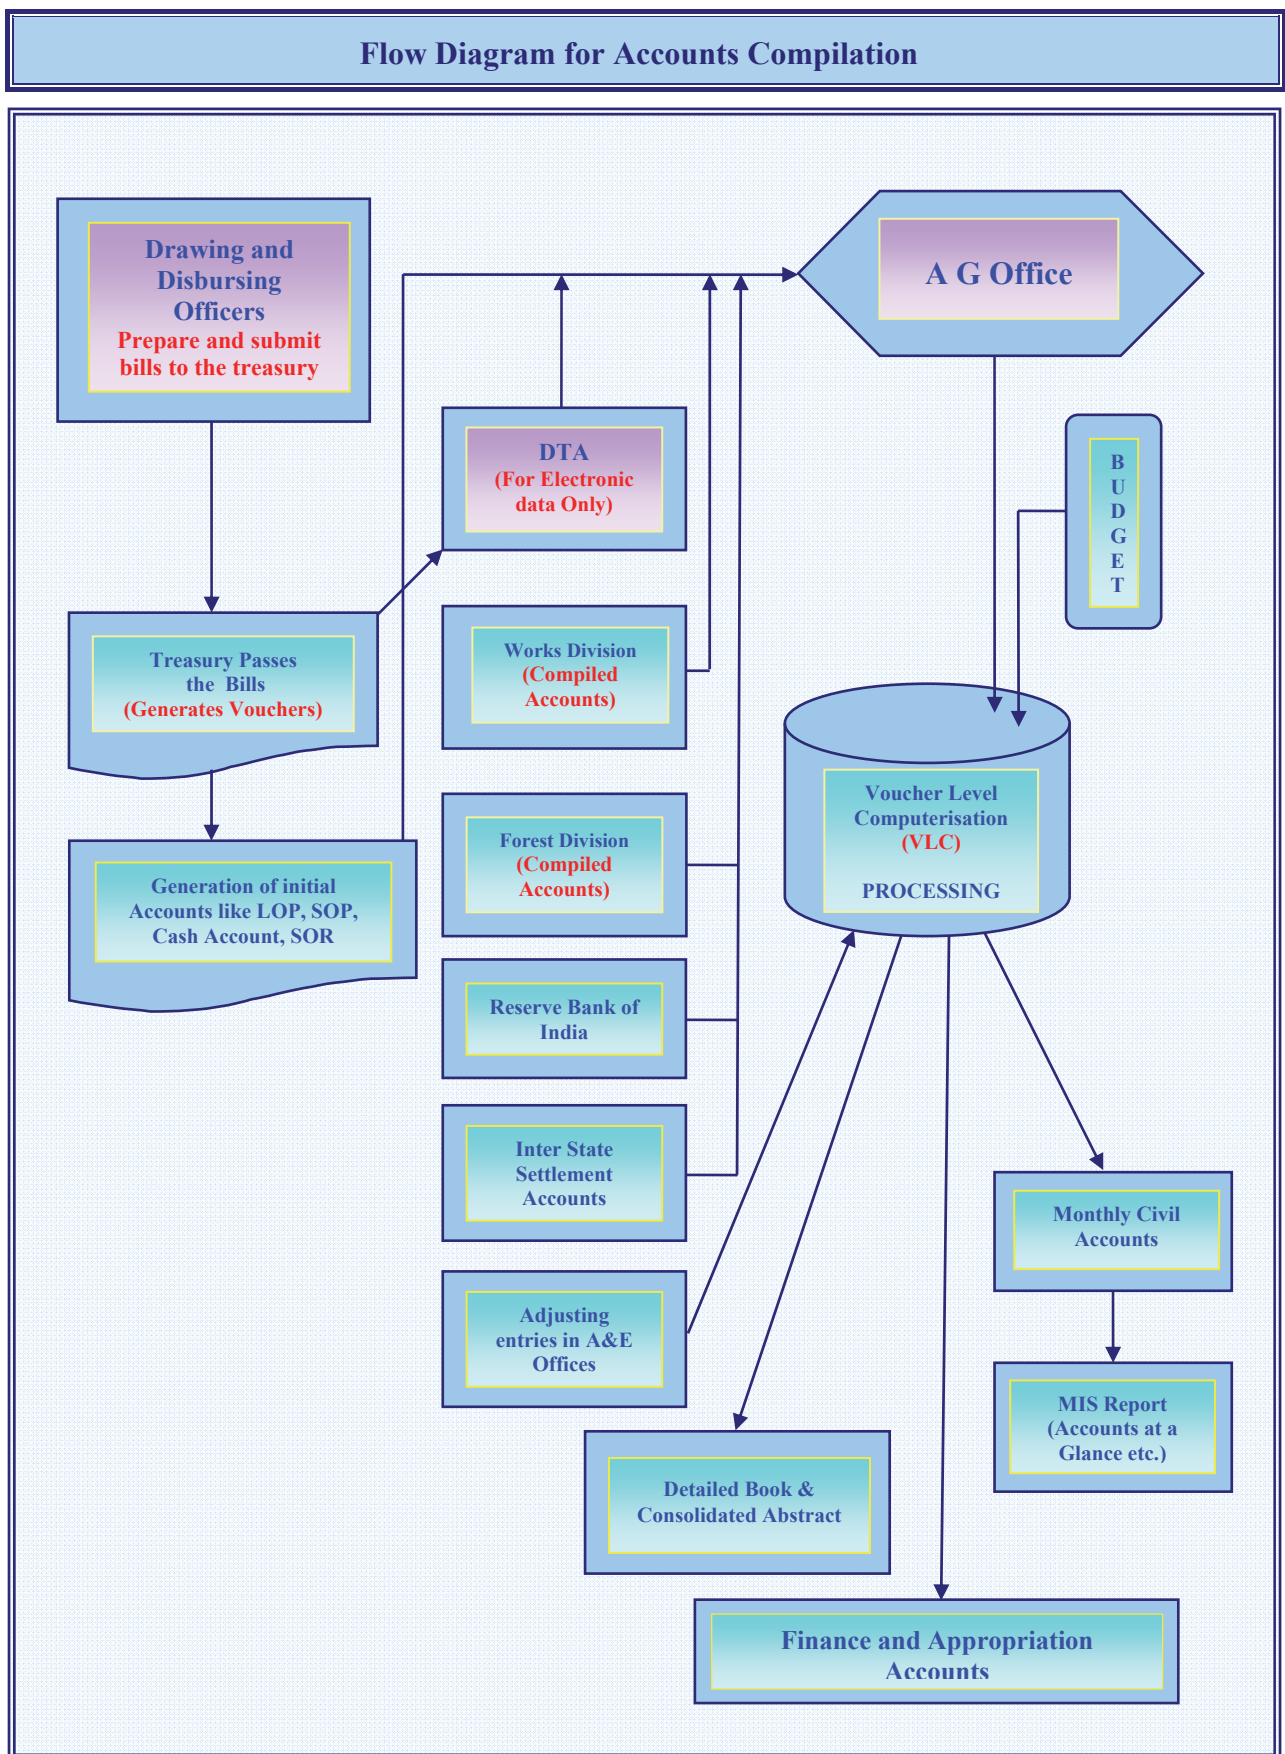 Flow Diagram for Accounts Compilation
Drawing and
Disbursing
Officers
Prepare and submit
bills to the treasury
A G Office
DTA
(For Electronic
data Only)
B
U
D
G
E
T
Treasury Passes
the Bills
(Generates Vouchers)
Works Division
(Compiled
Accounts)
Voucher Level
Computerisation
(VLC)
PROCESSING
Forest Division
(Compiled
Accounts)
Generation of initial
Accounts like LOP, SOP,
Cash Account, SOR
Reserve Bank of
India
Inter State
Settlement
Accounts
Monthly Civil
Accounts
Adjusting
entries in A&E
Offices
MIS Report
(Accounts at a
Glance etc.)
Detailed Book &
Consolidated Abstract
Finance and Appropriation
Accounts